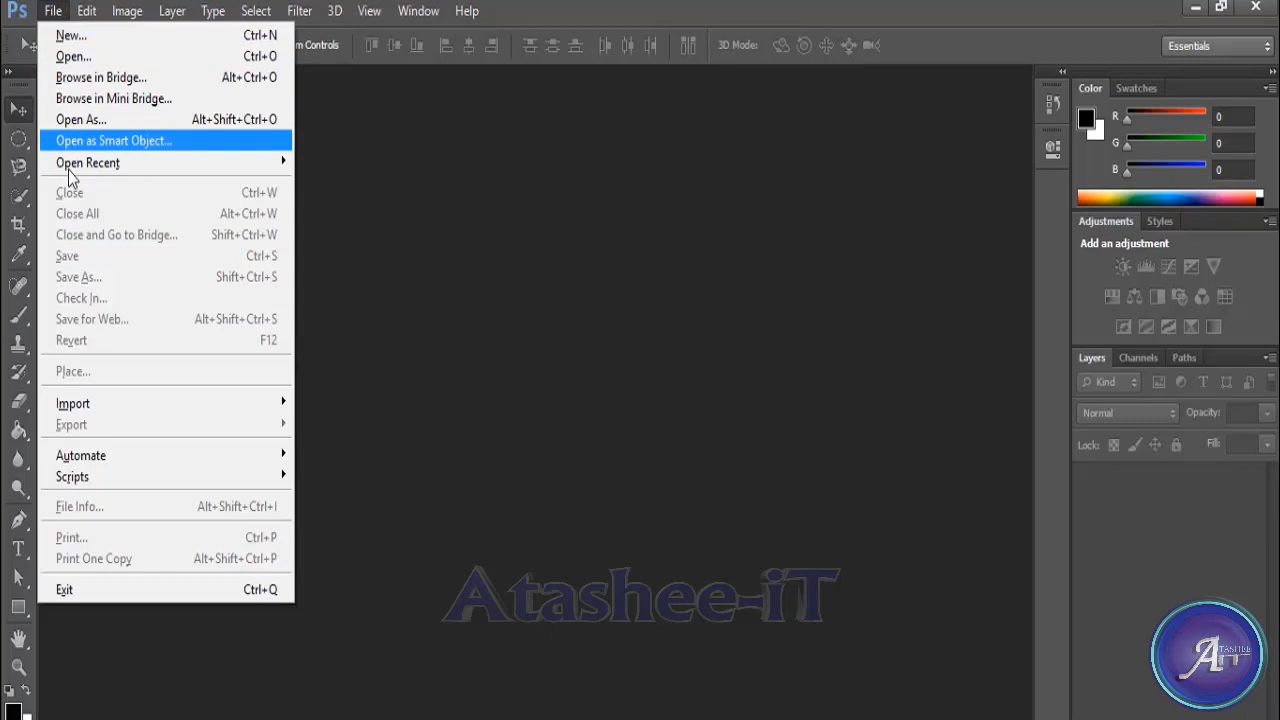 Ps File Edit Image Layer Type Select Filter 3D View Window Help
m Controls 3D Mode: Essentials
New... Ctrl+N
Open... Ctrl+O
Browse in Bridge... Alt+Ctrl+O
Browse in Mini Bridge...
Open As... Alt+Shift+Ctrl+O
Open as Smart Object...
Open Recent
Close Ctrl+W
Close All Alt+Ctrl+W
Close and Go to Bridge... Shift+Ctrl+W
Save Ctrl+S
Save As... Shift+Ctrl+S
Check In...
Save for Web... Alt+Shift+Ctrl+S
Revert F12
Place...
Import
Export
Automate
Scripts
File Info... Alt+Shift+Ctrl+I
Print... Ctrl+P
Print One Copy Alt+Shift+Ctrl+P
Exit Ctrl+Q
Color Swatches
R 0
G 0
B 0
Adjustments Styles
Add an adjustment
Layers Channels Paths
Kind
Normal Opacity:
Lock: Fill:
Atashee-iT
ATASHEE